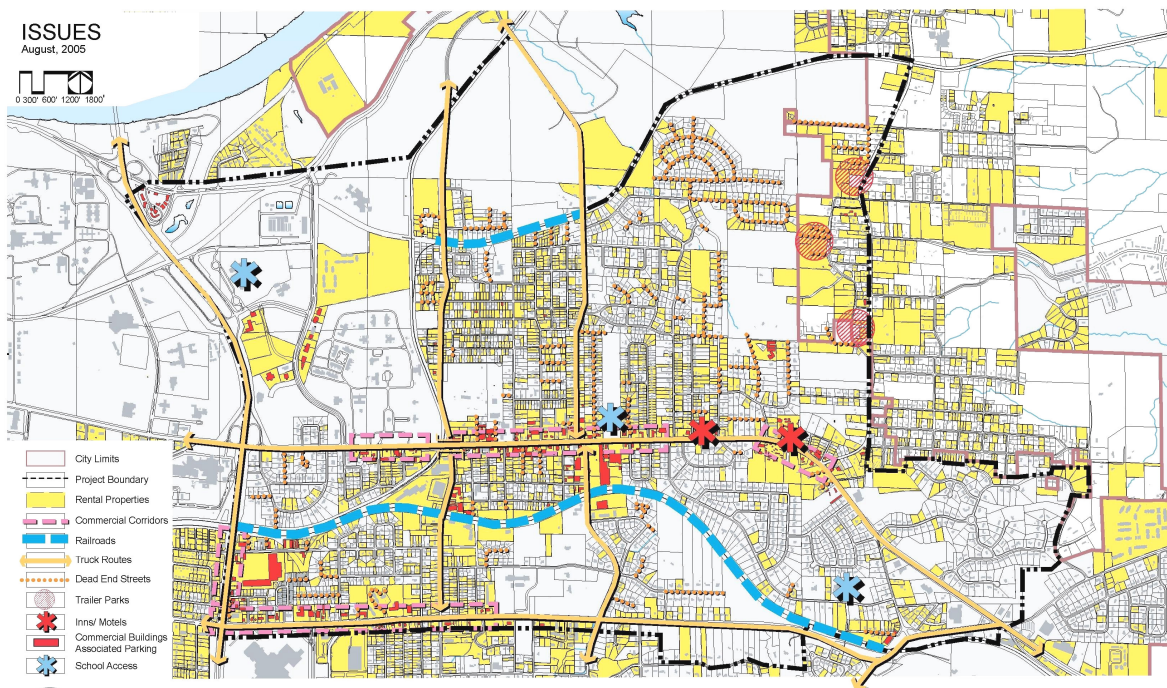 ISSUES
August, 2005
0 300' 600' 1200' 1800'
City Limits
Project Boundary
Rental Properties
Commercial Corridors
Railroads
Truck Routes
Dead End Streets
Trailer Parks
Inns/ Motels
Commercial Buildings
Associated Parking
School Access